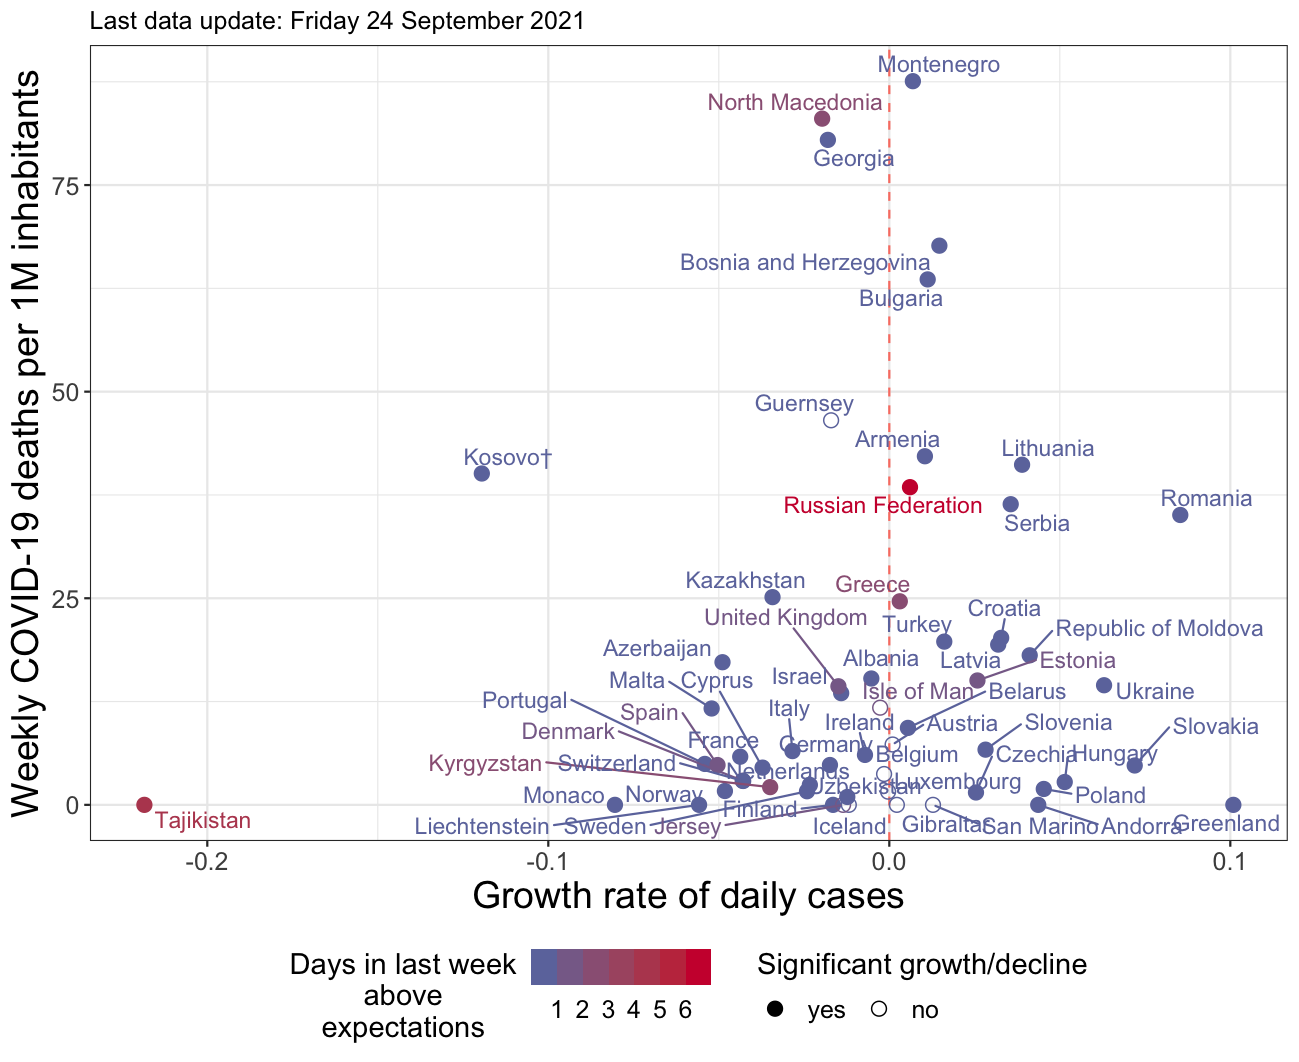 Last data update: Friday 24 September 2021
Weekly COVID-19 deaths per 1M inhabitants
75
50
25
0
Montenegro
North Macedonia
Georgia
Bosnia and Herzegovina
Bulgaria
Guernsey
Armenia
Lithuania
Kosovo†
Russian Federation
Romania
Serbia
Kazakhstan
Greece
United Kingdom
Croatia
Turkey
Republic of Moldova
Azerbaijan
Albania
Latvia
Estonia
Malta
Cyprus
Israel
Isle of Man
Belarus
Ukraine
Portugal
Spain
Italy
Ireland
Austria
Slovenia
Slovakia
Denmark
France
Germany
Belgium
Czechia
Hungary
Kyrgyzstan
Switzerland
Netherlands
Uzbekistan
Luxembourg
Monaco
Norway
Finland
Poland
Tajikistan
Liechtenstein
Sweden
Jersey
Iceland
Gibraltar
San Marino
Andorra
Greenland
-0.2
-0.1
0.0
0.1
Growth rate of daily cases
Days in last week
above
expectations
1 2 3 4 5 6
Significant growth/decline
yes
no